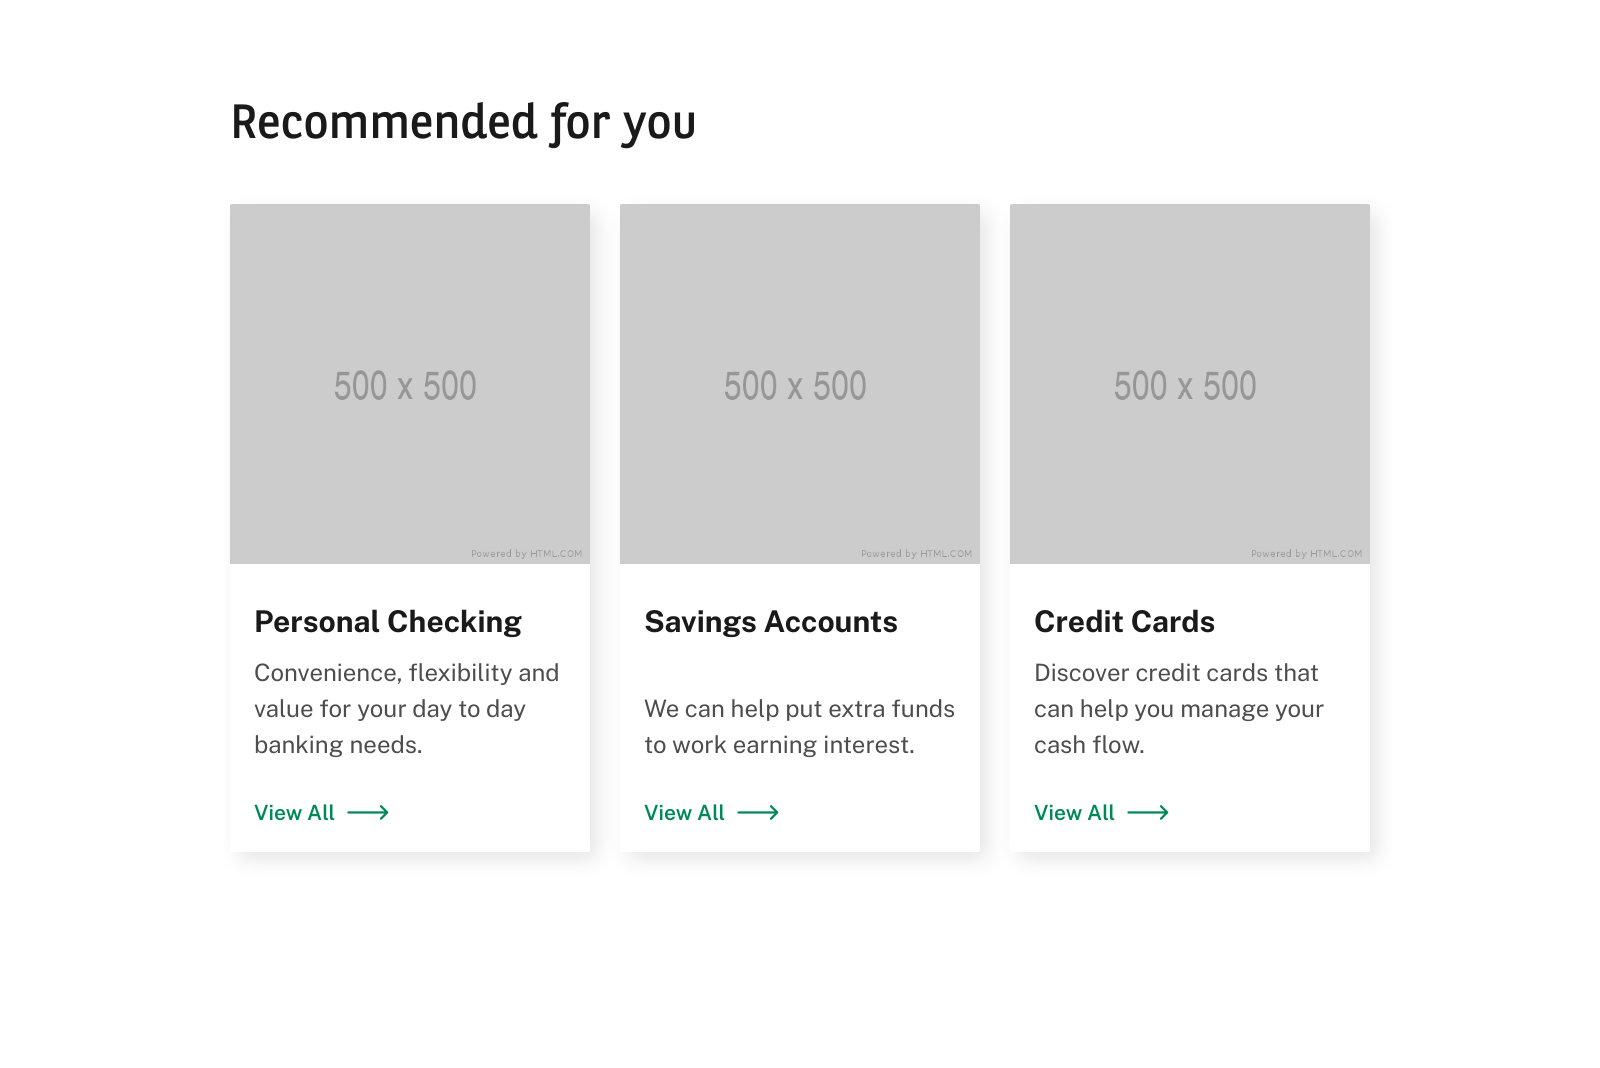 Recommended for you
500 x 500
Powered by HTML.COM
500 x 500
Powered by HTML.COM
500 x 500
Powered by HTML.COM
Personal Checking
Convenience, flexibility and
value for your day to day
banking needs.
View All
Savings Accounts
We can help put extra funds
to work earning interest.
View All
Credit Cards
Discover credit cards that
can help you manage your
cash flow.
View All